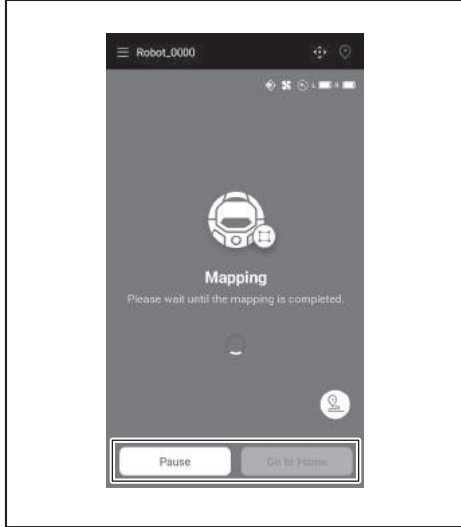 Robot_0000
L R
Mapping
Please wait until the mapping is completed.
Pause Go to Home